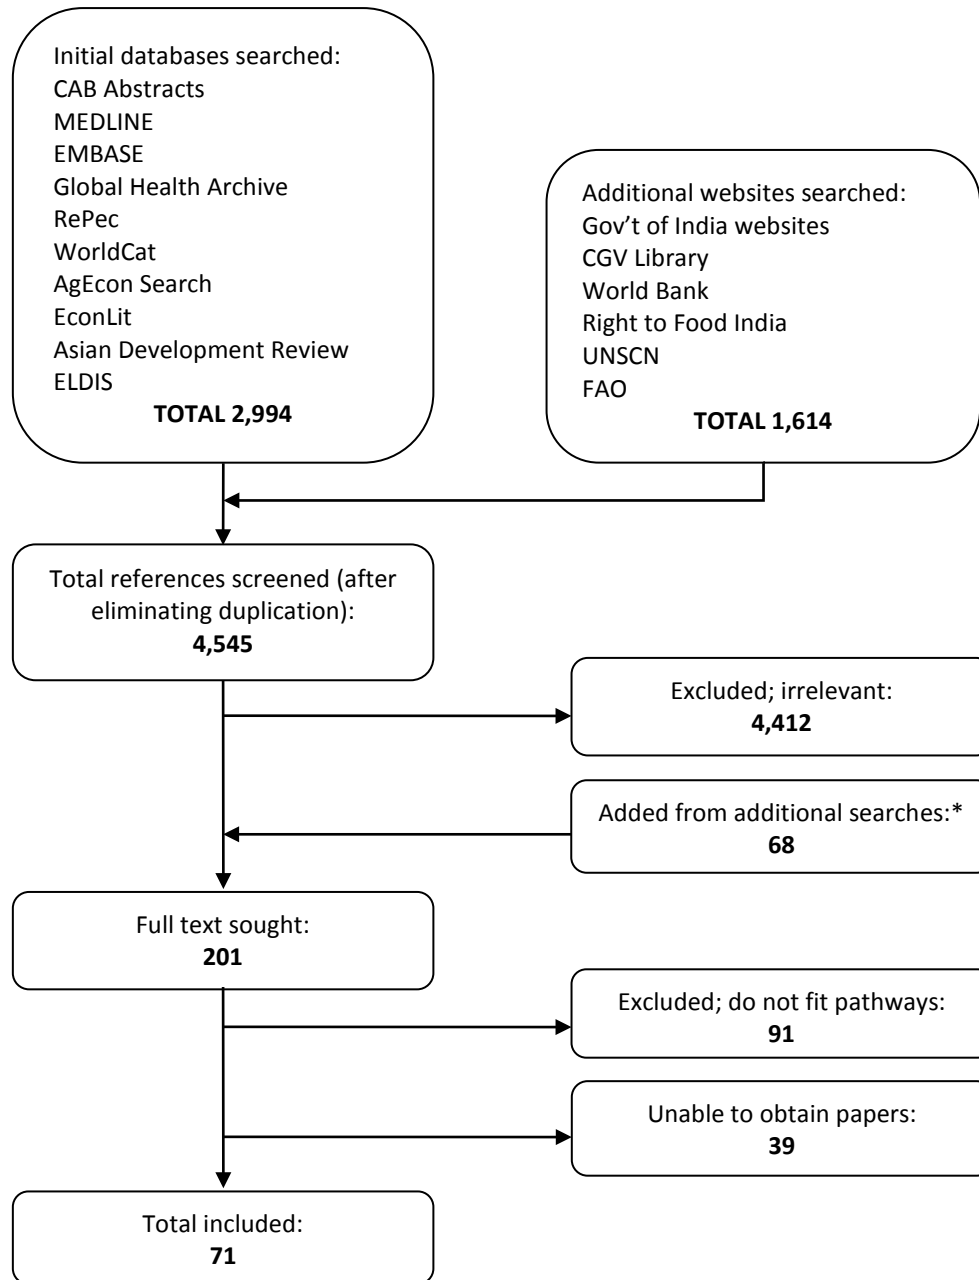 Initial databases searched:
CAB Abstracts
MEDLINE
EMBASE
Global Health Archive
RePec
WorldCat
AgEcon Search
EconLit
Asian Development Review
ELDIS
TOTAL 2,994
Additional websites searched:
Gov’t of India websites
CGV Library
World Bank
Right to Food India
UNSCN
FAO
TOTAL 1,614
Total references screened (after
eliminating duplication):
4,545
Excluded; irrelevant:
4,412
Added from additional searches:*
68
Full text sought:
201
Excluded; do not fit pathways:
91
Unable to obtain papers:
39
Total included:
71